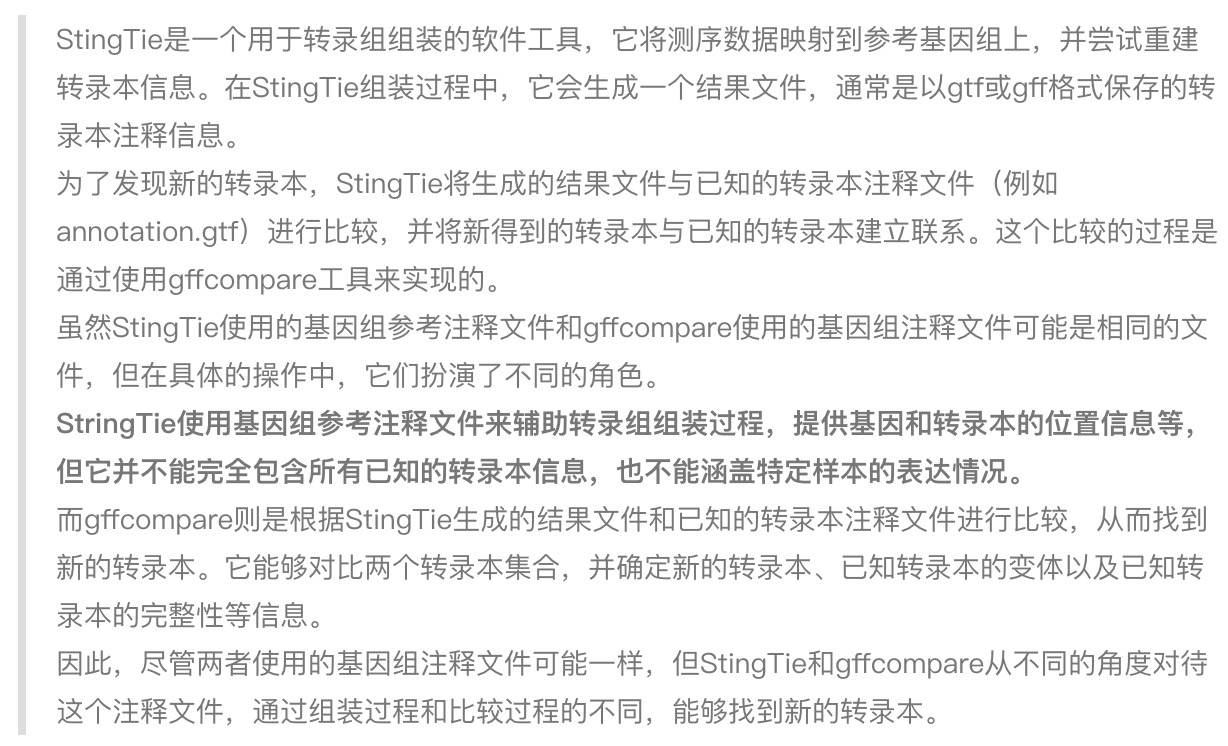 StingTie是一个用于转录组组装的软件工具，它将测序数据映射到参考基因组上，并尝试重建
转录本信息。在StingTie组装过程中，它会生成一个结果文件，通常是以gtf或gff格式保存的转
录本注释信息。
为了发现新的转录本，StingTie将生成的结果文件与已知的转录本注释文件（例如
annotation.gtf）进行比较，并将新得到的转录本与已知的转录本建立联系。这个比较的过程是
通过使用gffcompare工具来实现的。
虽然StingTie使用的基因组参考注释文件和gffcompare使用的基因组注释文件可能是相同的文
件，但在具体的操作中，它们扮演了不同的角色。
StringTie使用基因组参考注释文件来辅助转录组组装过程，提供基因和转录本的位置信息等，
但它并不能完全包含所有已知的转录本信息，也不能涵盖特定样本的表达情况。
而gffcompare则是根据StingTie生成的结果文件和已知的转录本注释文件进行比较，从而找到
新的转录本。它能够对比两个转录本集合，并确定新的转录本、已知转录本的变体以及已知转
录本的完整性等信息。
因此，尽管两者使用的基因组注释文件可能一样，但StingTie和gffcompare从不同的角度对待
这个注释文件，通过组装过程和比较过程的不同，能够找到新的转录本。